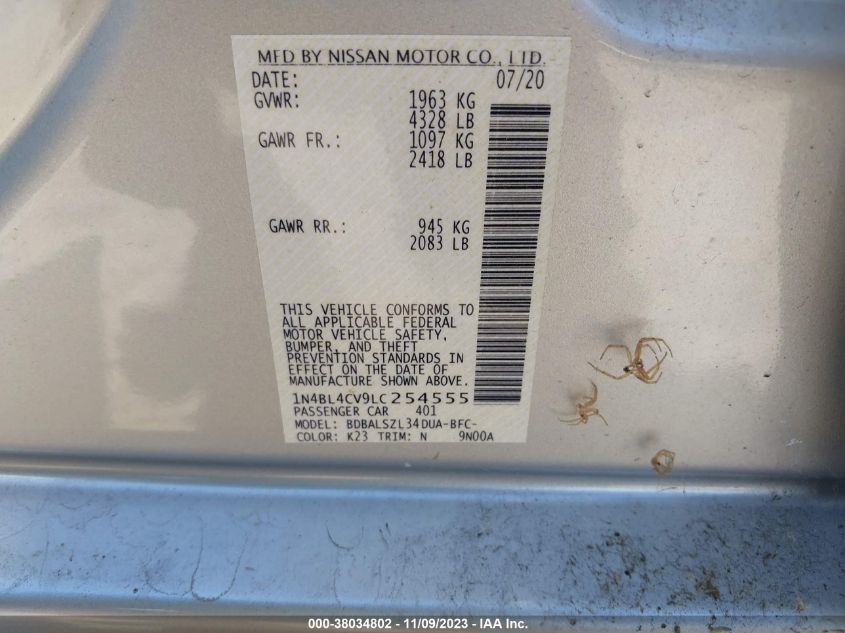 MFD BY NISSAN MOTOR CO., LTD.
DATE: 07/20
GVWR: 1963 KG
4328 LB
GAWR FR.: 1097 KG
2418 LB
GAWR RR.: 945 KG
2083 LB
THIS VEHICLE CONFORMS TO
ALL APPLICABLE FEDERAL
MOTOR VEHICLE SAFETY,
BUMPER, AND THEFT
PREVENTION STANDARDS IN
EFFECT ON THE DATE OF
MANUFACTURE SHOWN ABOVE.
1N4BL4CV9LC254555
PASSENGER CAR 401
MODEL: BDBALSZL34DUA-BFC-
COLOR: K23 TRIM: N 9N00A
000-38034802 - 11/09/2023 - IAA Inc.